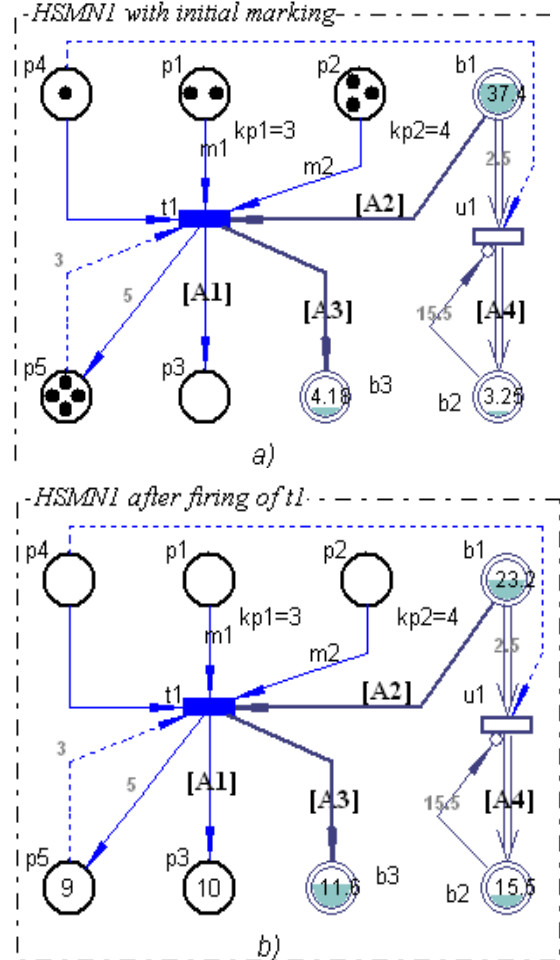 HSMN1 with initial marking
p4 p1 p2 b1
37.4
kp1=3 kp2=4
m1 m2 2.5
t1 [A2] u1
3 5 [A1] [A3] 15.5 [A4]
p5 p3 4.18 b3 b2 3.25
a)
HSMN1 after firing of t1
p4 p1 p2 b1
23.2
kp1=3 kp2=4
m1 m2 2.5
t1 [A2] u1
3 5 [A1] [A3] 15.5 [A4]
p5 p3 b3
9 10 11.6 b2 15.5
b)